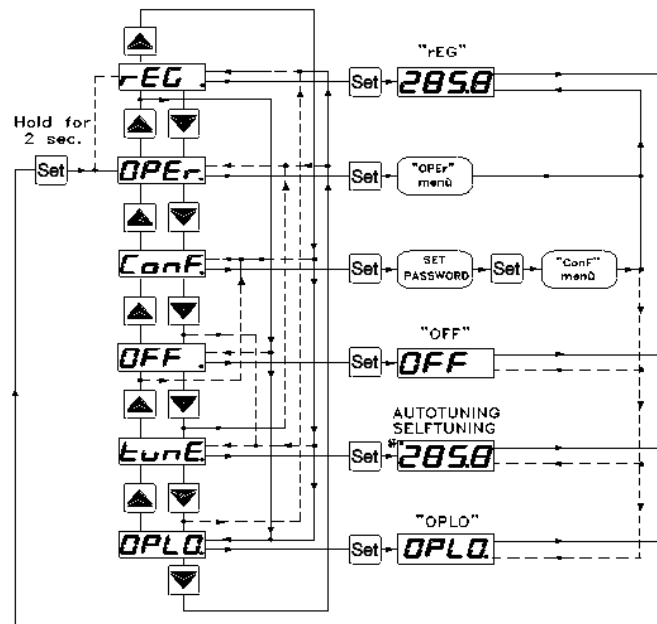 "rEG"
rEG .
Set
285.8
Hold for
2 sec.
Set
OPEr.
Set
"OPEr"
menù
ConF.
Set
SET
PASSWORD
Set
"ConF"
menù
"OFF"
OFF .
Set
OFF
AUTOTUNING
SELFTUNING
tunE.
Set
285.8
"OPLO"
OPLO.
Set
OPLO.